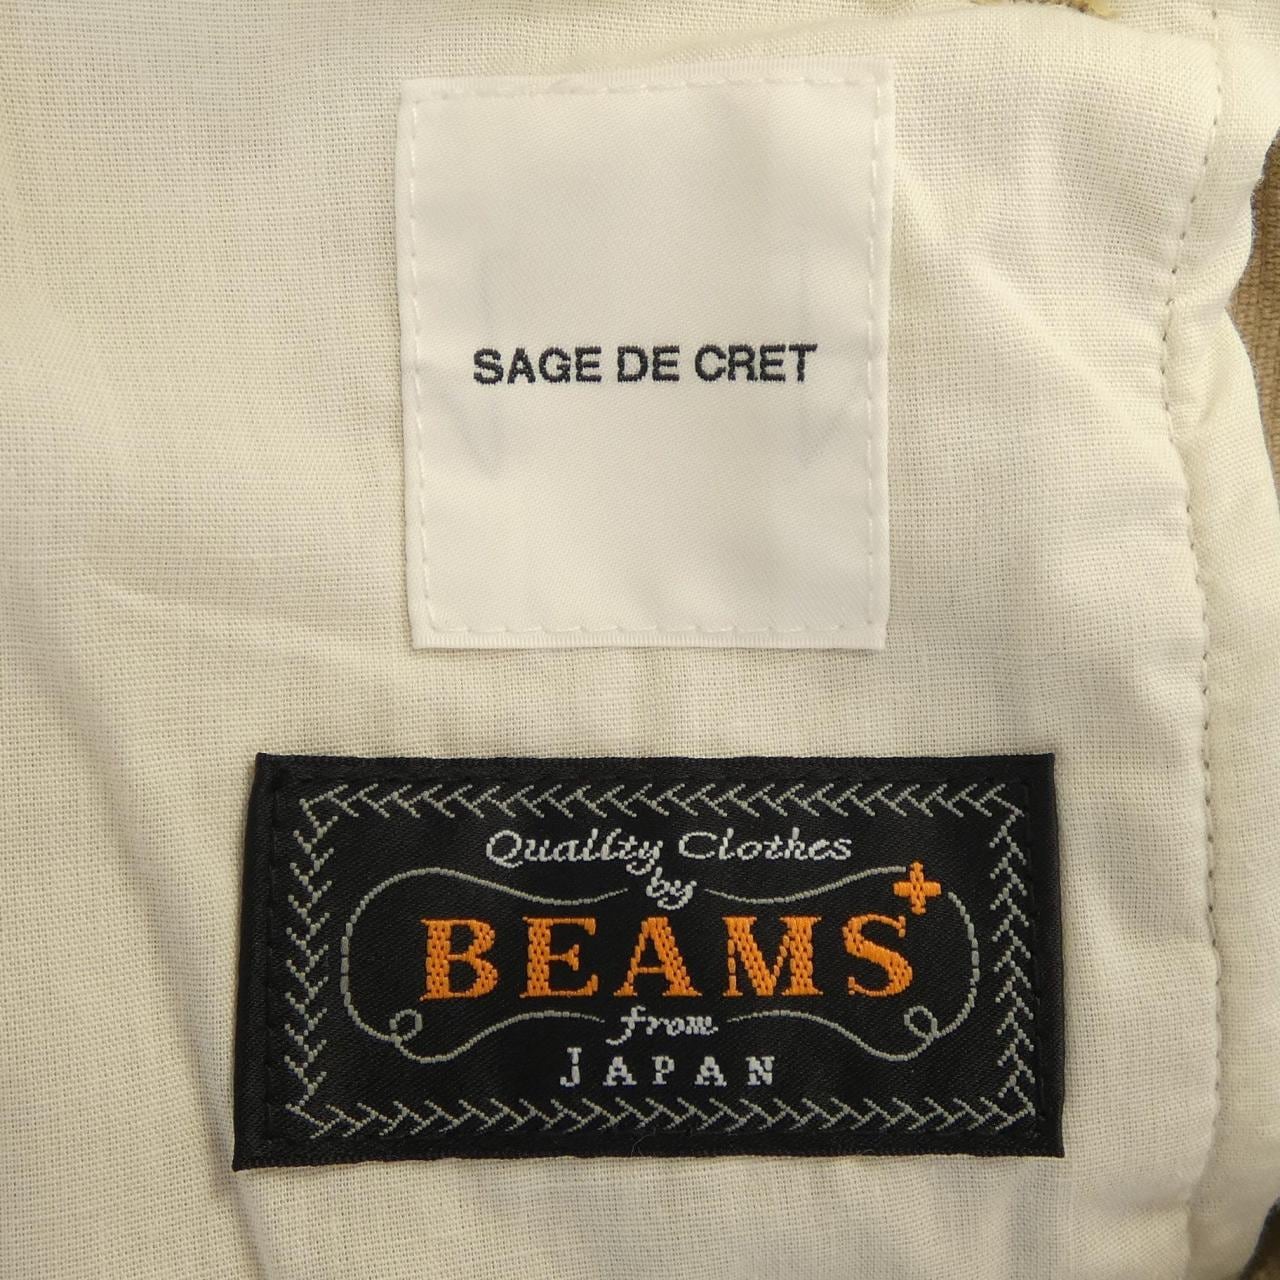 SAGE DE CRET
Quality Clothes
by
BEAMS+
from
JAPAN